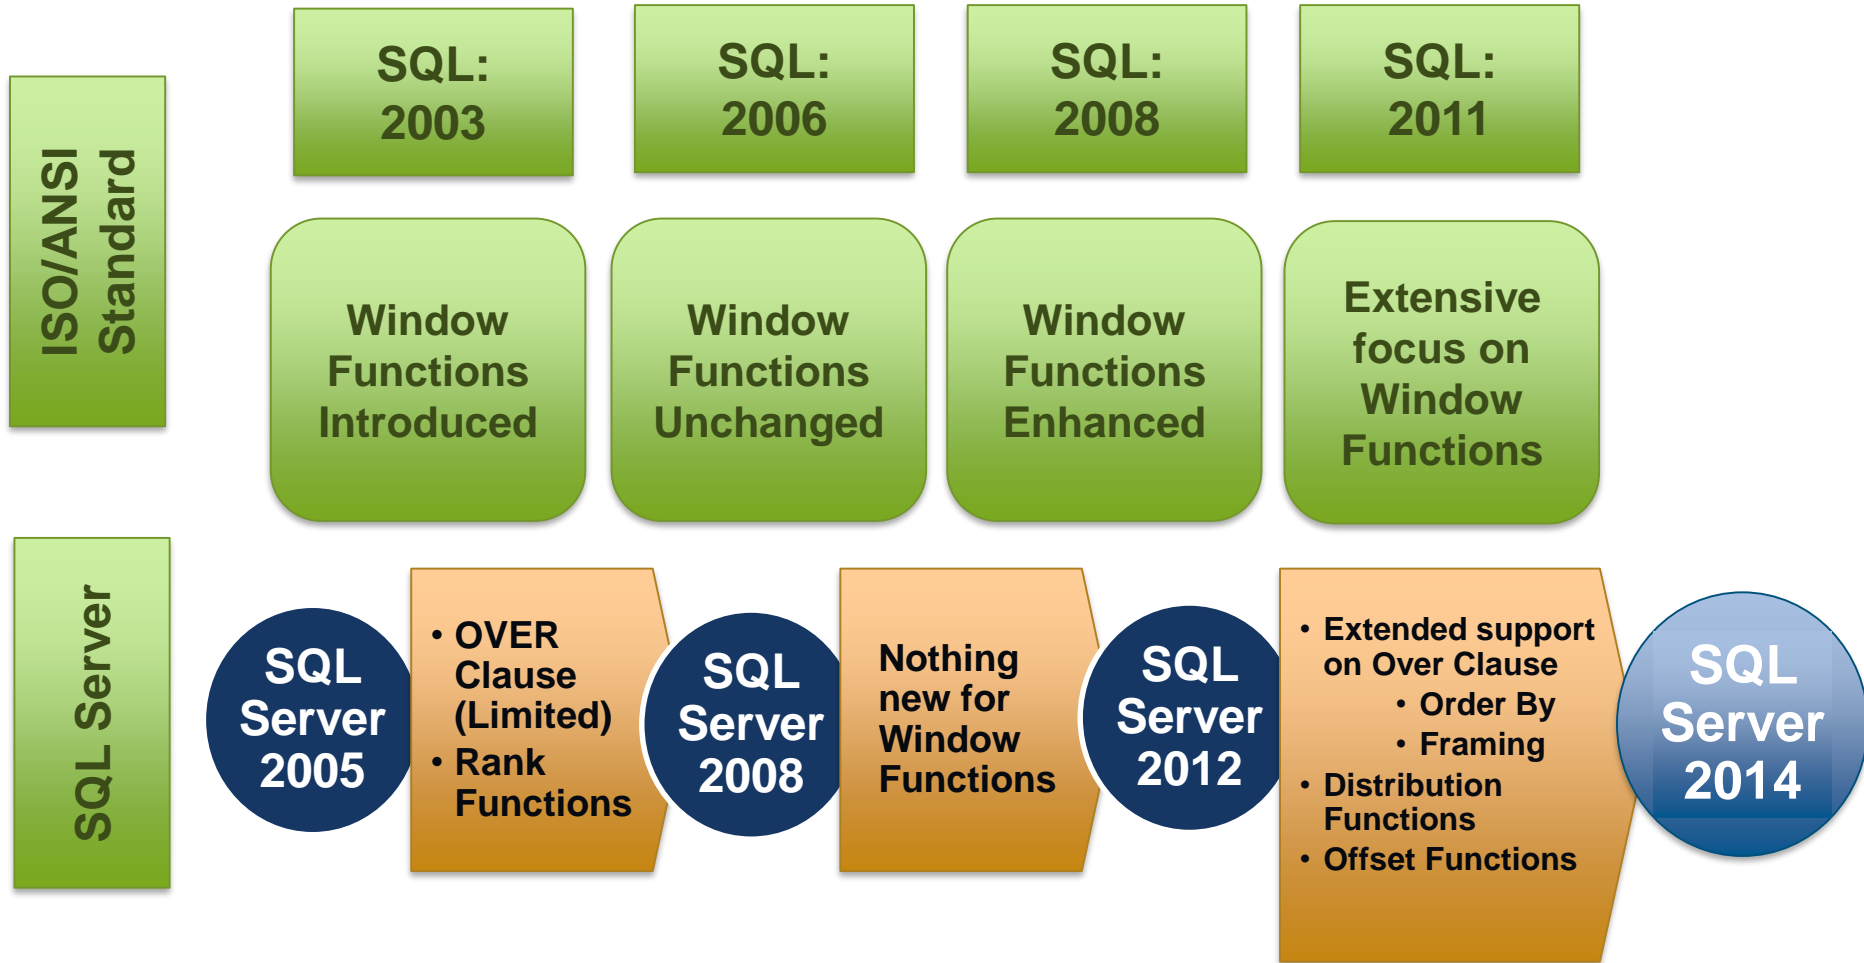 ISO/ANSI
Standard
SQL:
2003
SQL:
2006
SQL:
2008
SQL:
2011
Window
Functions
Introduced
Window
Functions
Unchanged
Window
Functions
Enhanced
Extensive
focus on
Window
Functions
SQL Server
SQL
Server
2005
• OVER
Clause
(Limited)
• Rank
Functions
SQL
Server
2008
Nothing
new for
Window
Functions
SQL
Server
2012
• Extended support
on Over Clause
• Order By
• Framing
• Distribution
Functions
• Offset Functions
SQL
Server
2014